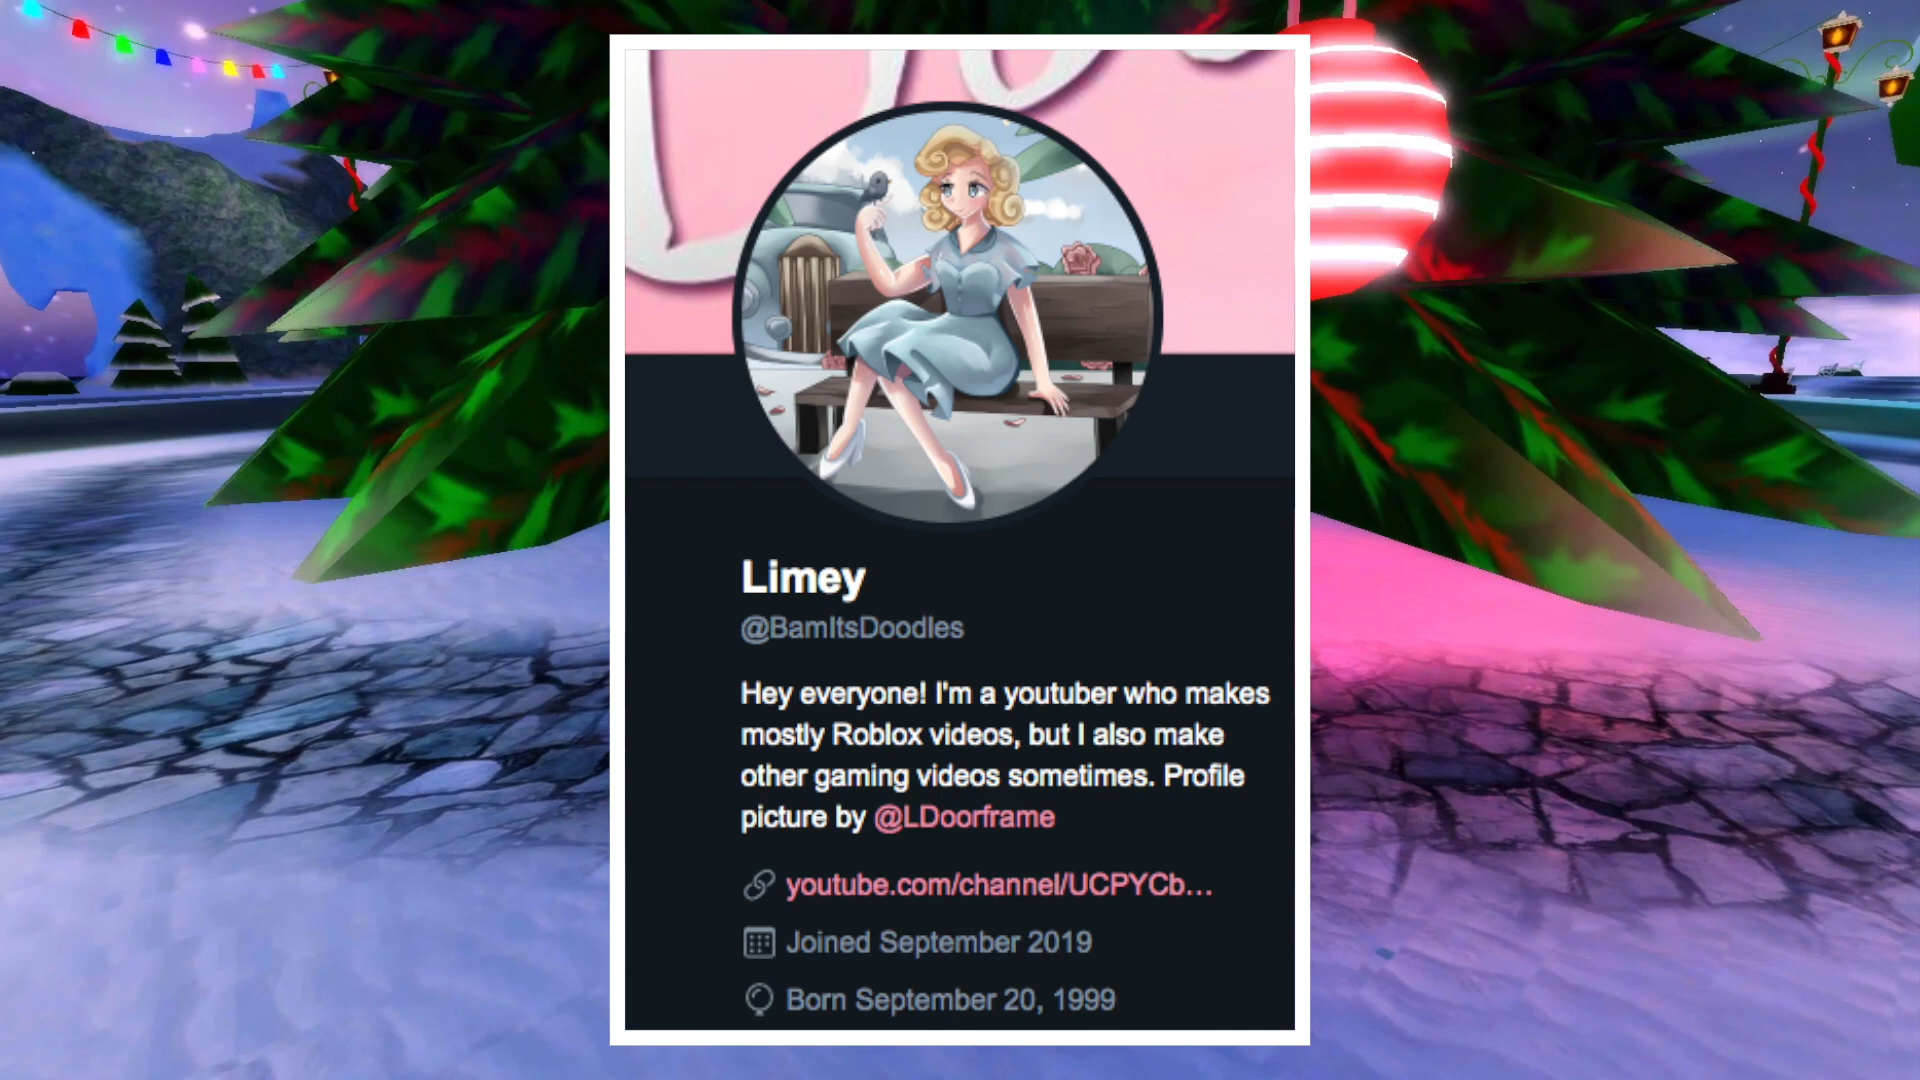 Limey
@BamItsDoodles
Hey everyone! I'm a youtuber who makes
mostly Roblox videos, but I also make
other gaming videos sometimes. Profile
picture by @LDoorframe
youtube.com/channel/UCPYCb…
Joined September 2019
Born September 20, 1999